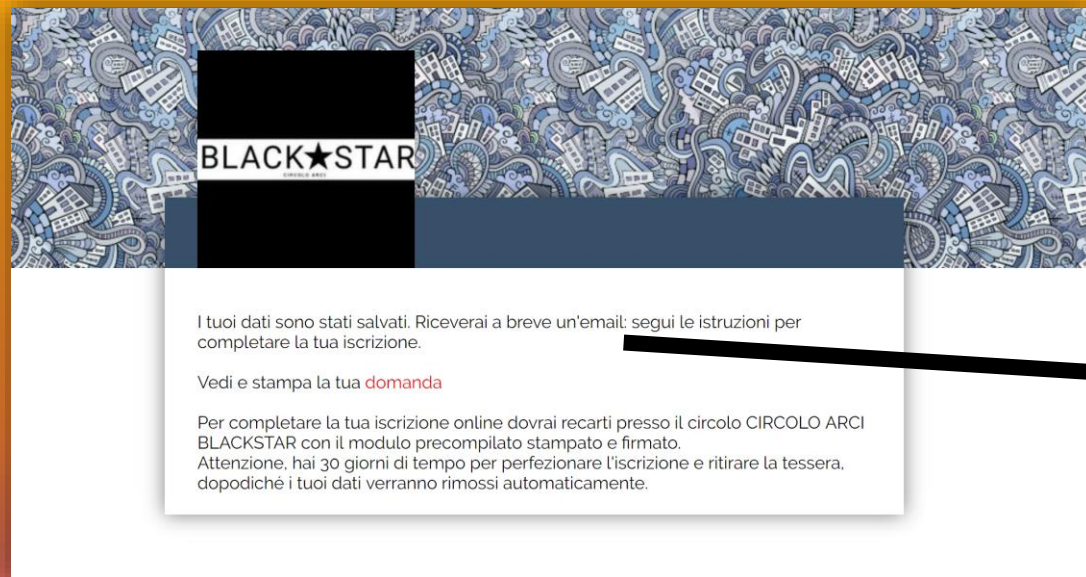 BLACK★STAR
CIRCOLO ARCI
I tuoi dati sono stati salvati. Riceverai a breve un'email: segui le istruzioni per
completare la tua iscrizione.
Vedi e stampa la tua domanda
Per completare la tua iscrizione online dovrai recarti presso il circolo CIRCOLO ARCI
BLACKSTAR con il modulo precompilato stampato e firmato.
Attenzione, hai 30 giorni di tempo per perfezionare l'iscrizione e ritirare la tessera,
dopodiché i tuoi dati verranno rimossi automaticamente.